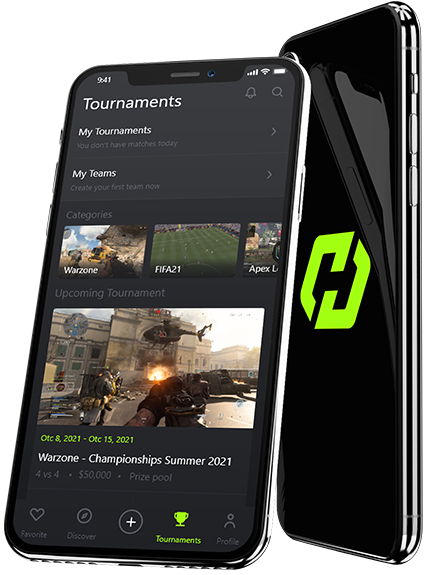 9:41
Tournaments
My Tournaments
You don't have matches today
My Teams
Create your first team now
Categories
Warzone
FIFA21
Apex L
Upcoming Tournament
Otc 8, 2021 - Otc 15, 2021
Warzone - Championships Summer 2021
4 vs 4 • $50,000 • Prize pool
Favorite
Discover
Tournaments
Profile